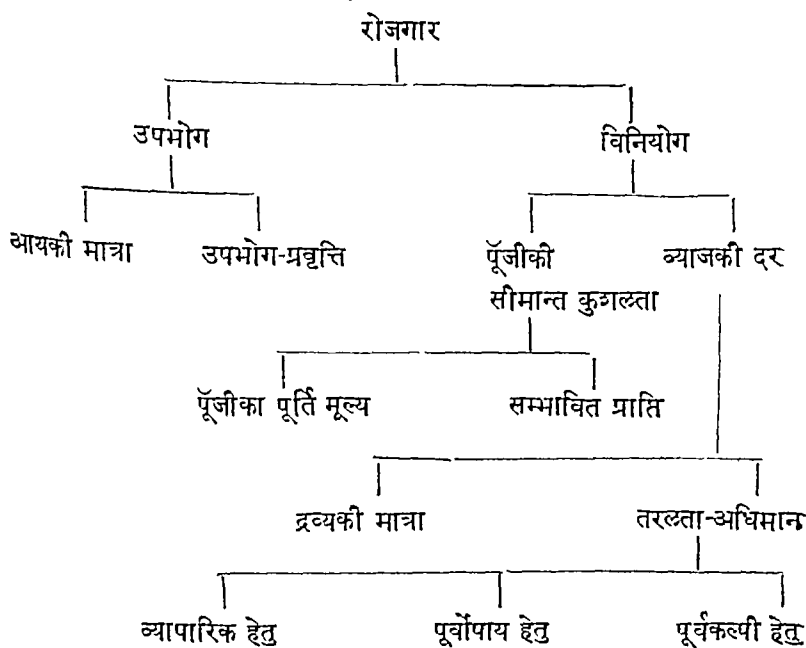 रोजगार
उपभोग विनियोग
आयकी मात्रा उपभोग-प्रवृत्ति पूँजीकी ब्याजकी दर
सीमान्त कुशलता
पूँजीका पूर्ति मूल्य सम्भावित प्राप्ति
द्रव्यकी मात्रा तरलता-अधिमान
व्यापारिक हेतु पूर्वोपाय हेतु पूर्वकल्पी हेतु